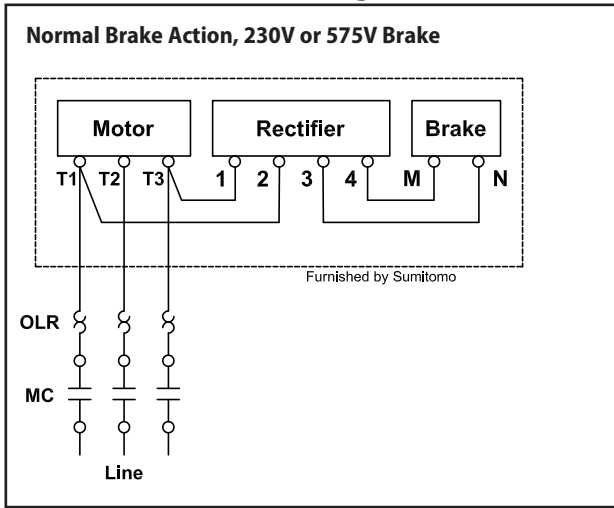 Normal Brake Action, 230V or 575V Brake
Motor Rectifier Brake
T1 T2 T3 1 2 3 4 M N
Furnished by Sumitomo
OLR
MC
Line